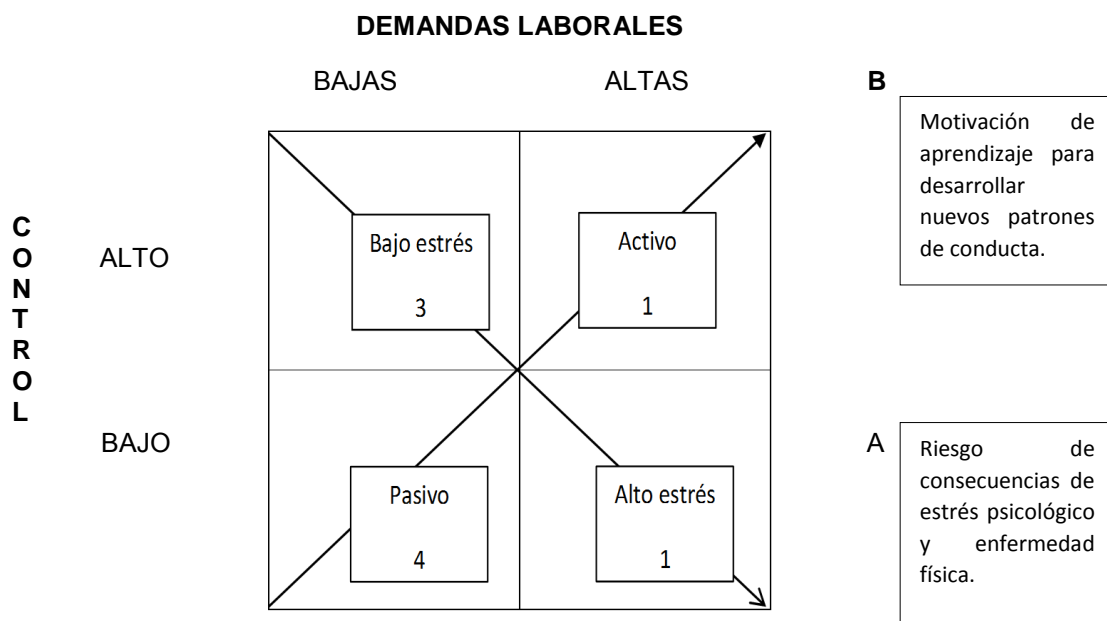 DEMANDAS LABORALES
BAJAS ALTAS
B
Motivación de
aprendizaje para
desarrollar
nuevos patrones
de conducta.
C
O
N
T
R
O
L
ALTO
Bajo estrés
3
Activo
1
BAJO
Pasivo
4
Alto estrés
1
A
Riesgo de
consecuencias de
estrés psicológico
y enfermedad
física.